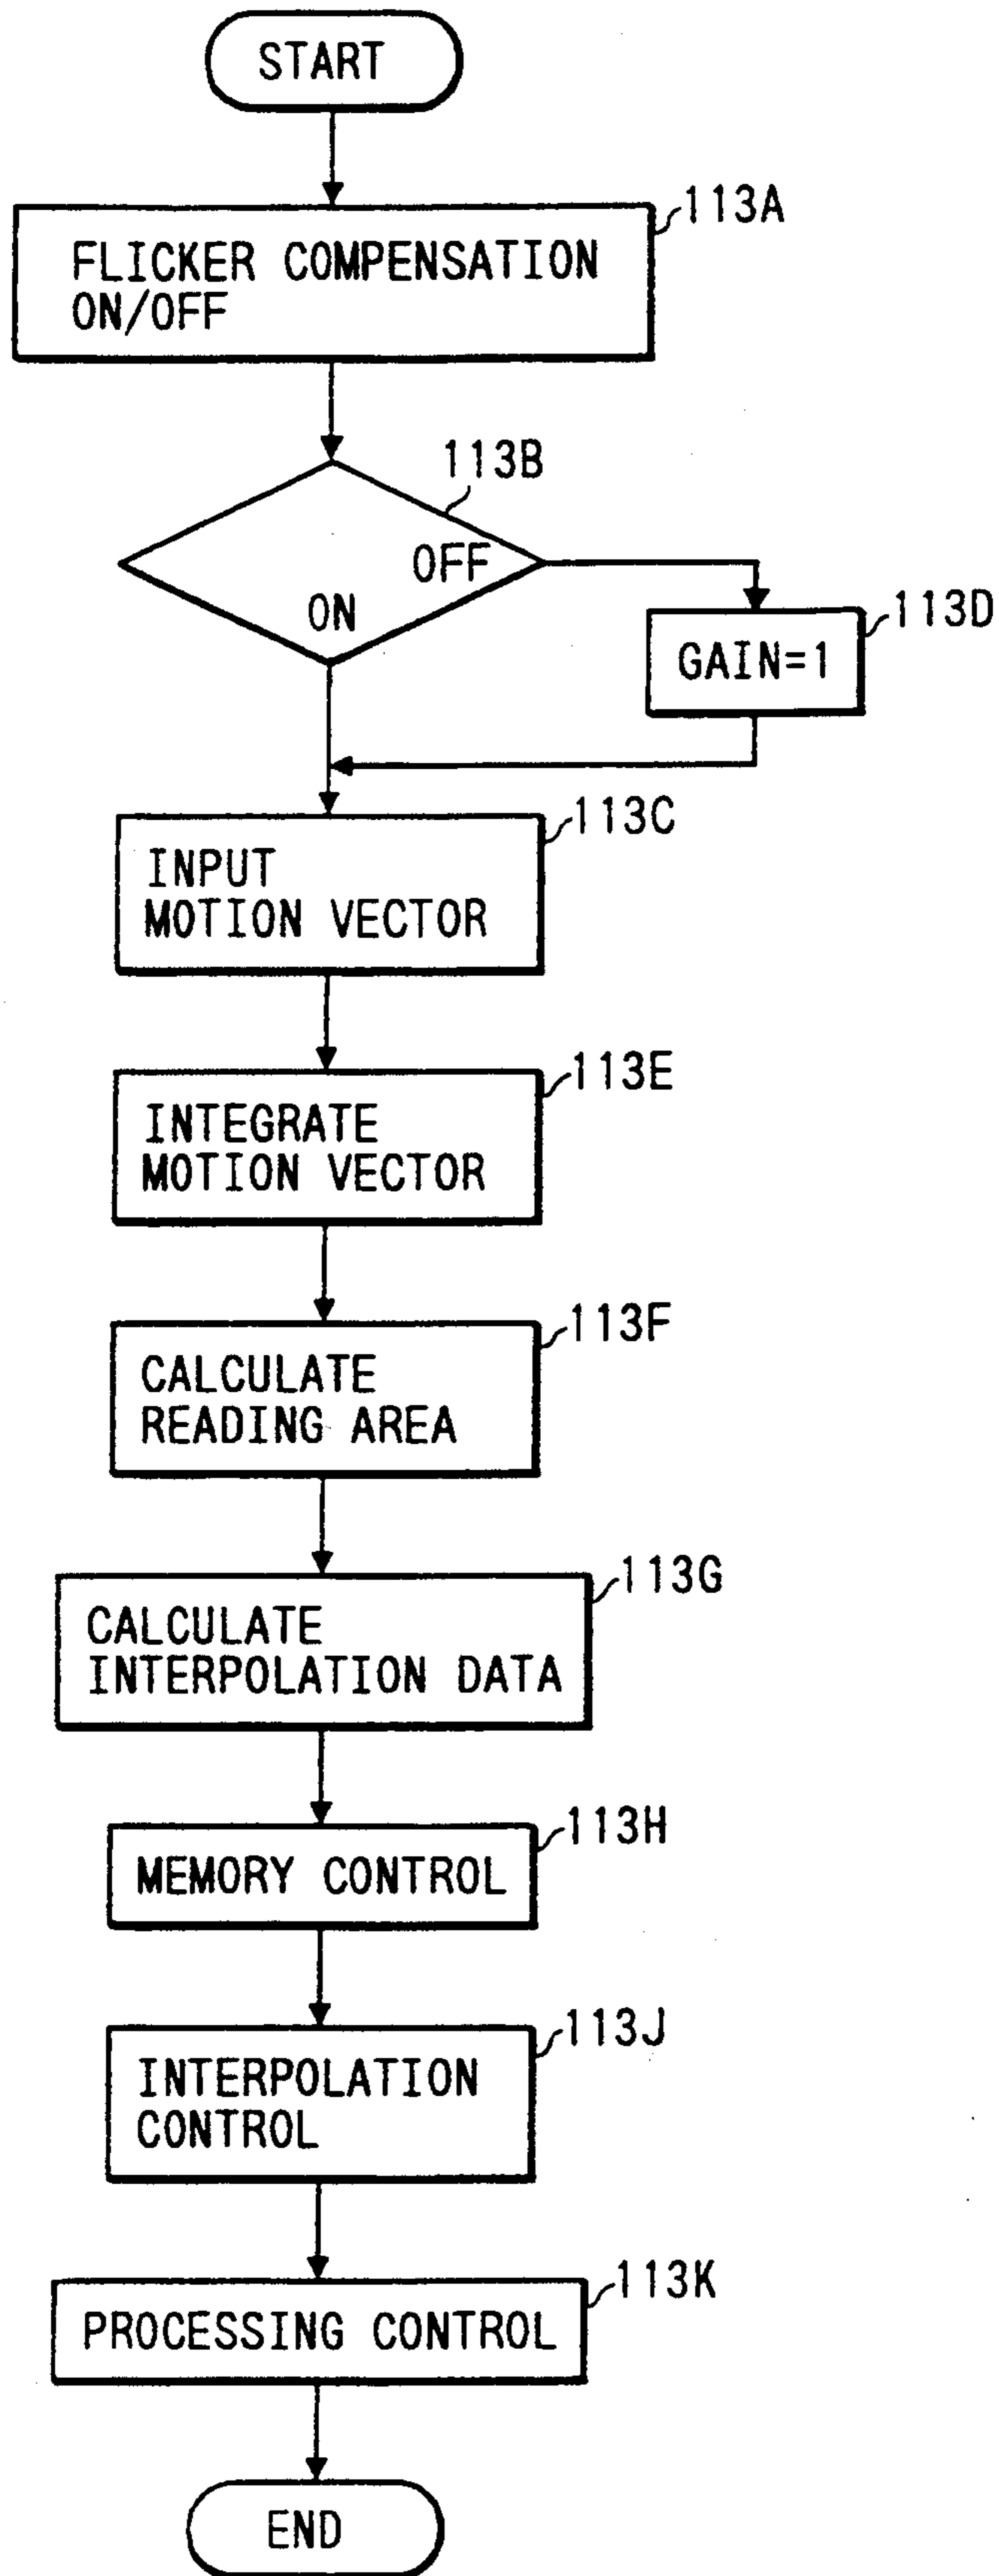 START
113A
FLICKER COMPENSATION
ON/OFF
113B
OFF
ON
113D
GAIN=1
113C
INPUT
MOTION VECTOR
113E
INTEGRATE
MOTION VECTOR
113F
CALCULATE
READING AREA
113G
CALCULATE
INTERPOLATION DATA
113H
MEMORY CONTROL
113J
INTERPOLATION
CONTROL
113K
PROCESSING CONTROL
END